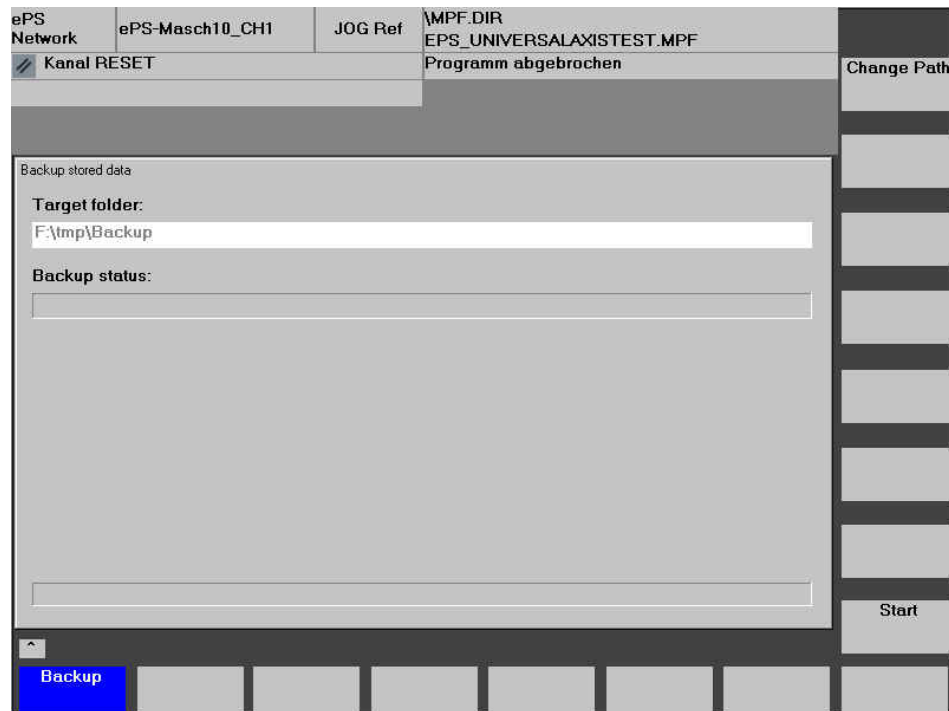 ePS
Network
ePS-Masch10_CH1
JOG Ref
\MPF.DIR
EPS_UNIVERSALAXISTEST.MPF
Kanal RESET
Programm abgebrochen
Change Path
Backup stored data
Target folder:
F:\tmp\Backup
Backup status:
Start
^
Backup